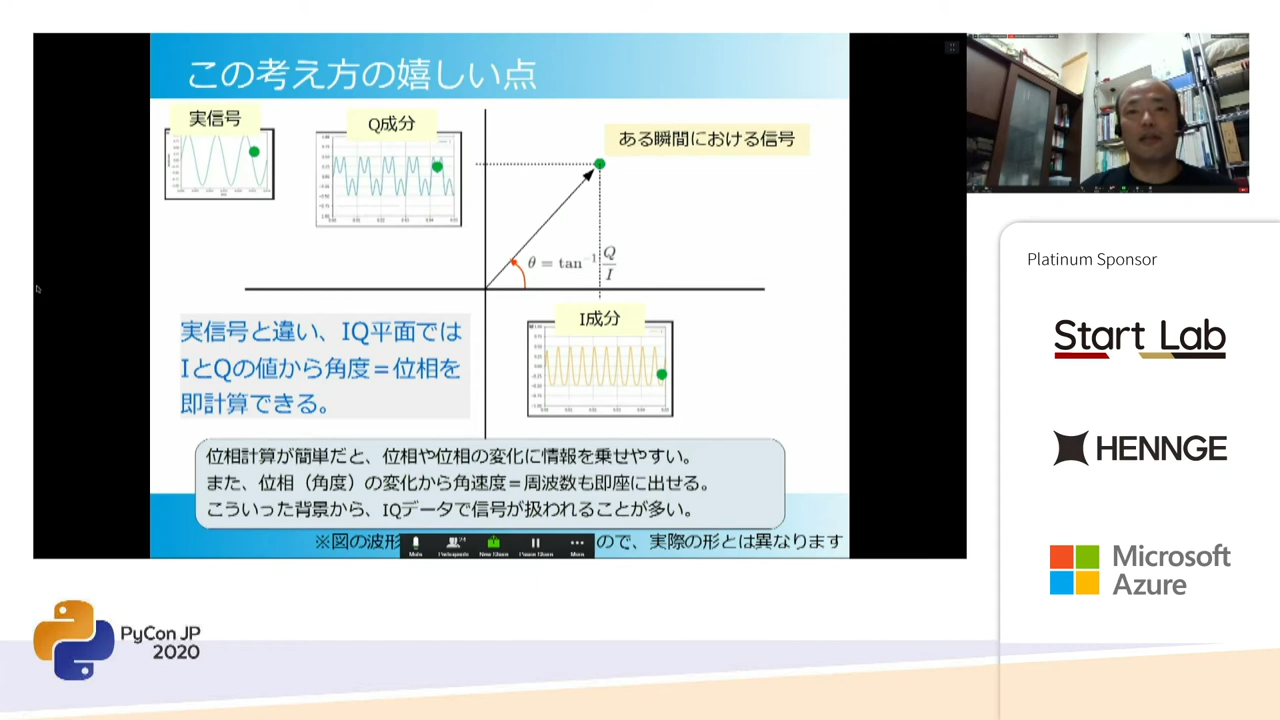 この考え方の嬉しい点
実信号
Q成分
ある瞬間における信号
θ = tan⁻¹ Q/I
I成分
実信号と違い、IQ平面では
IとQの値から角度＝位相を
即計算できる。
位相計算が簡単だと、位相や位相の変化に情報を乗せやすい。
また、位相（角度）の変化から角速度＝周波数も即座に出せる。
こういった背景から、IQデータで信号が扱われることが多い。
※図の波形
ので、実際の形とは異なります
Mute
Participants
New Share
Pause Share
More
Platinum Sponsor
Start Lab
HENNGE
Microsoft
Azure
PyCon JP
2020